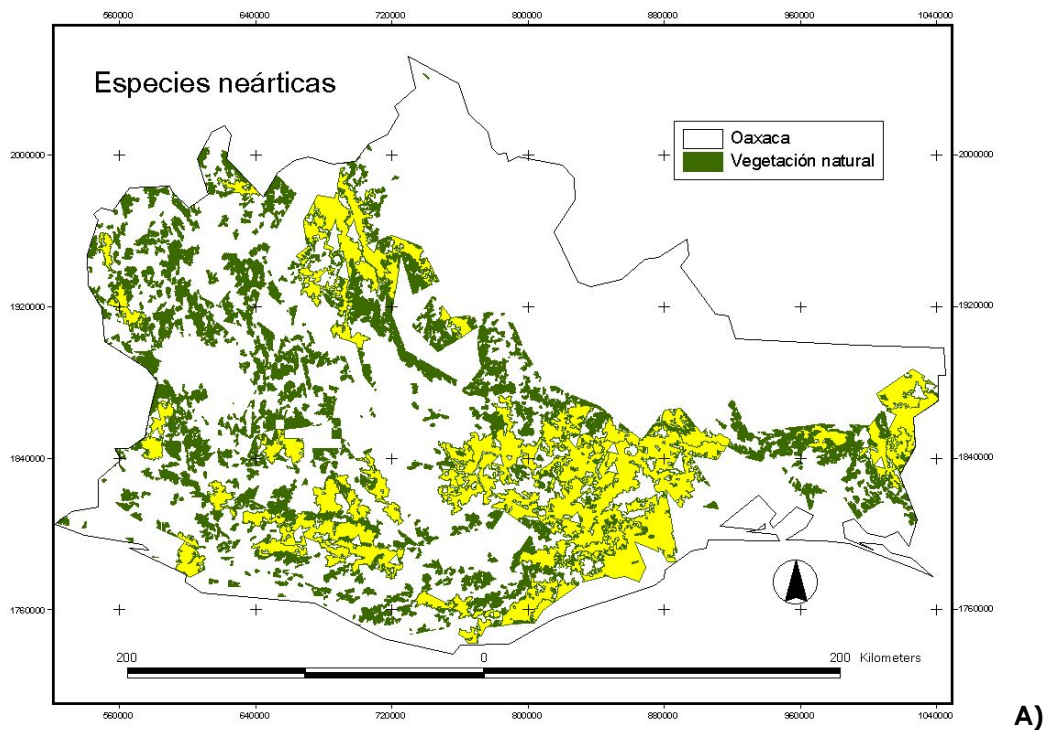 560000 640000 720000 800000 880000 960000 1040000
Especies neárticas
Oaxaca
Vegetación natural
2000000 2000000
1920000 1920000
1840000 1840000
1760000 1760000
200 0 200 Kilometers
560000 640000 720000 800000 880000 960000 1040000
A)